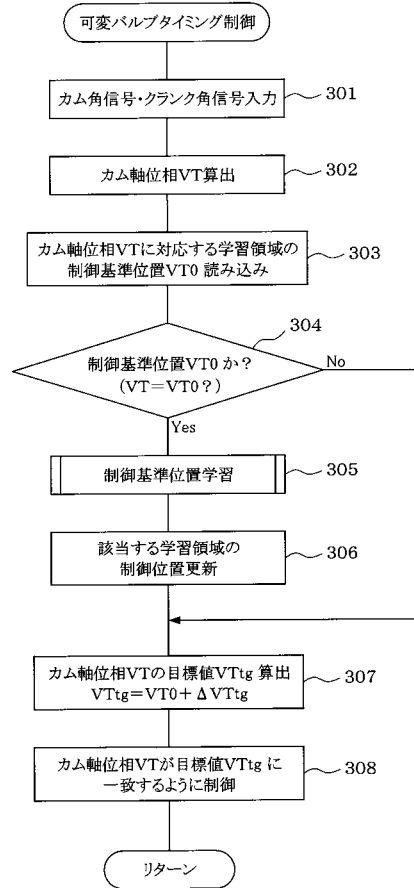 可変バルブタイミング制御
カム角信号・クランク角信号入力
301
カム軸位相VT算出
302
カム軸位相VTに対応する学習領域の
制御基準位置VT0 読み込み
303
304
制御基準位置VT0 か?
(VT=VT0?)
No
Yes
制御基準位置学習
305
該当する学習領域の
制御位置更新
306
カム軸位相VTの目標値VTtg 算出
VTtg=VT0+ΔVTtg
307
カム軸位相VTが目標値VTtg に
一致するように制御
308
リターン